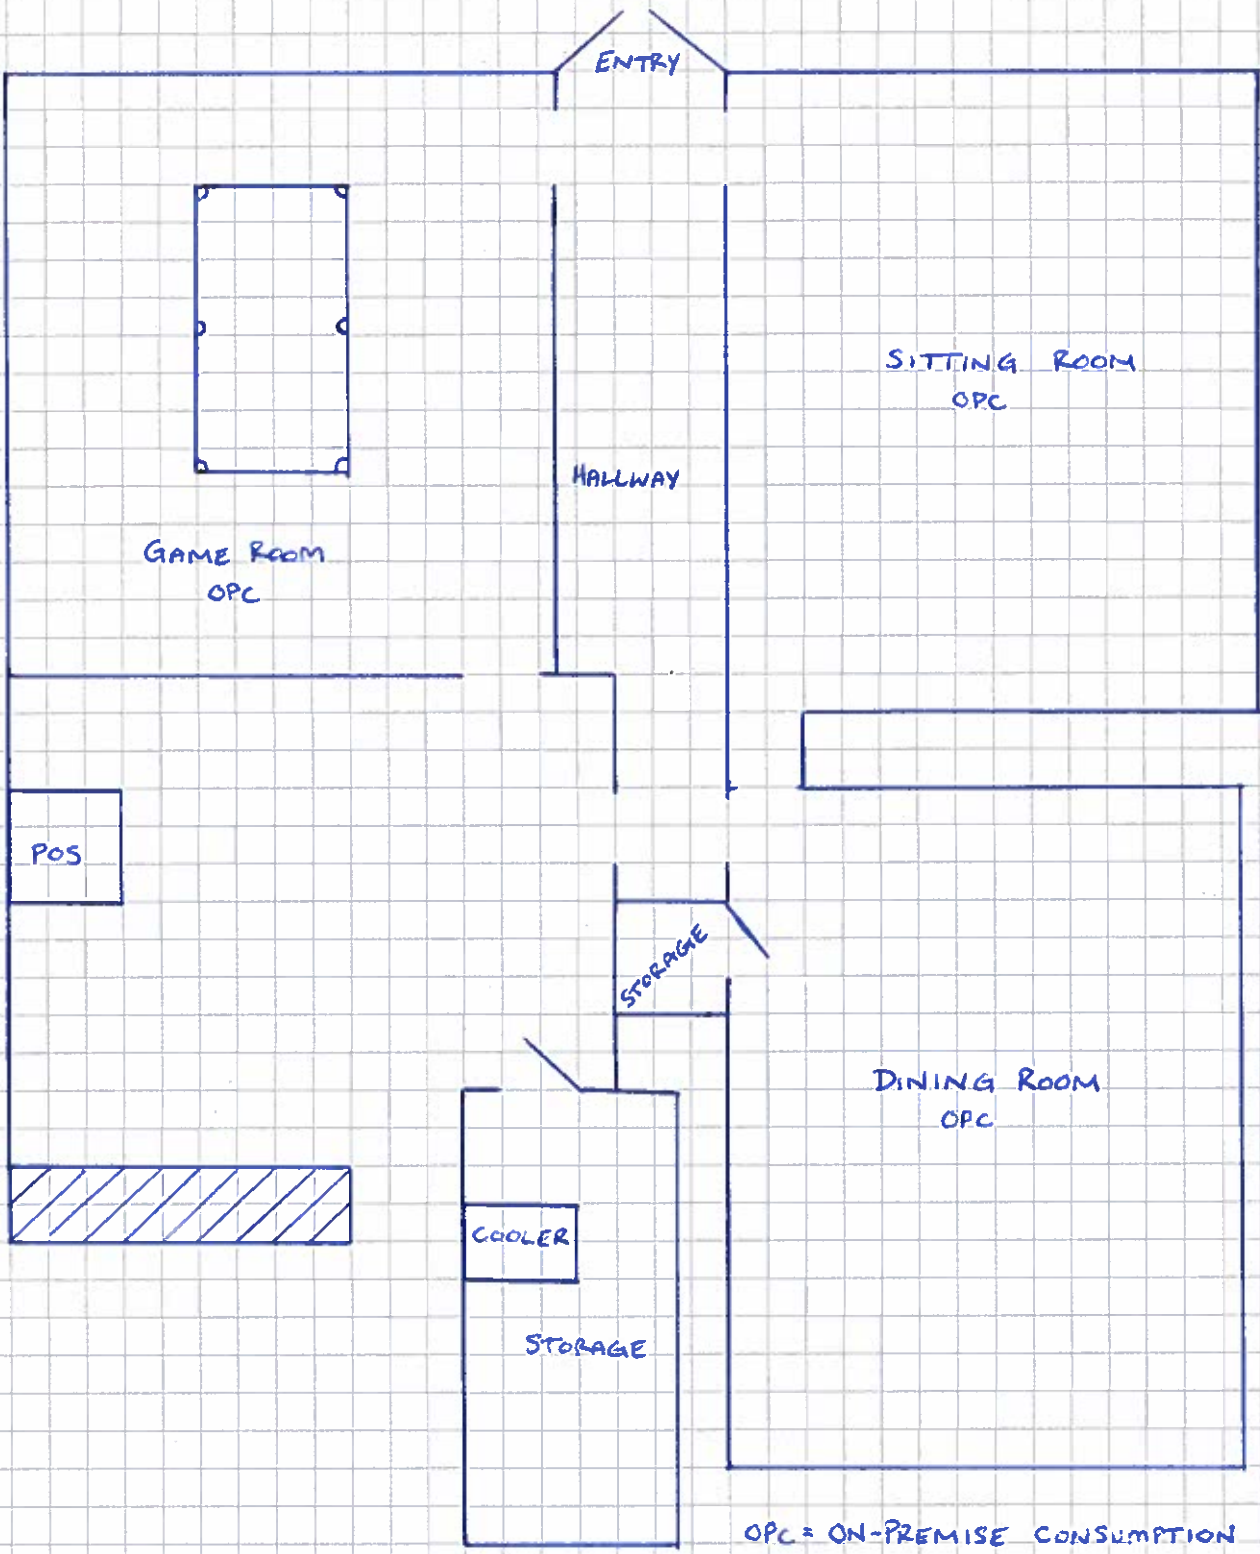 ENTRY
SITTING ROOM
OPC
HALLWAY
GAME ROOM
OPC
POS
STORAGE
DINING ROOM
OPC
COOLER
STORAGE
OPC = ON-PREMISE CONSUMPTION